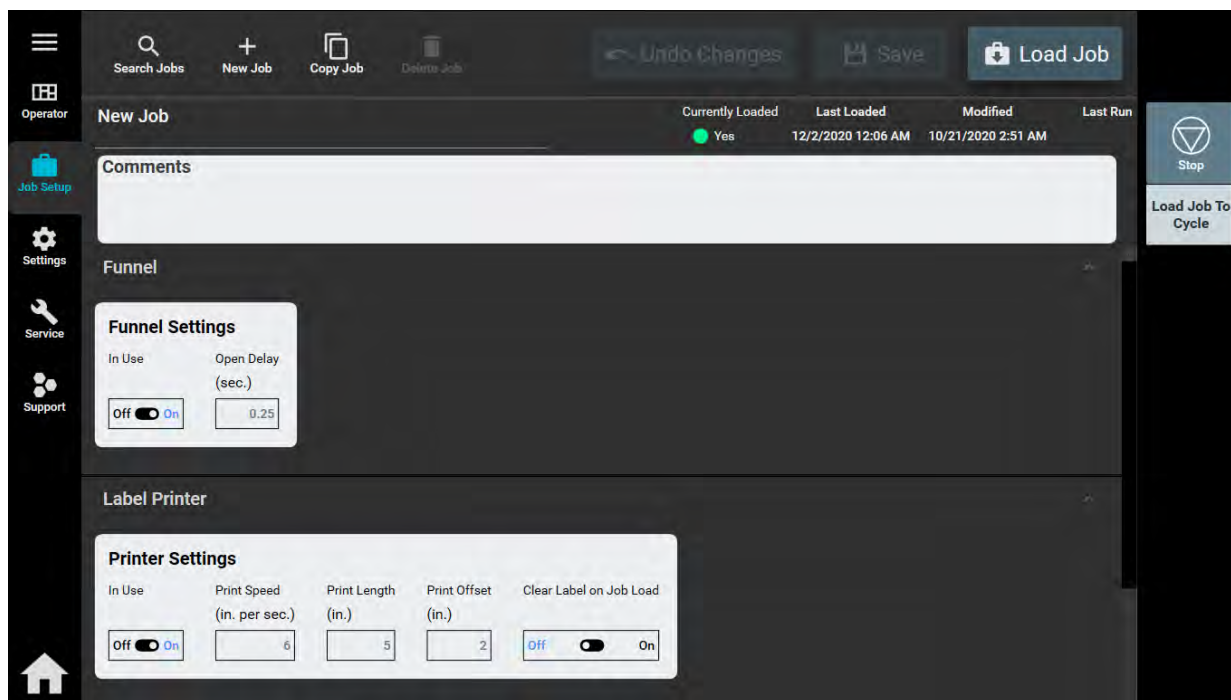 Search Jobs
New Job
Copy Job
Delete Job
Undo Changes
Save
Load Job
Operator
Job Setup
Settings
Service
Support
New Job
Currently Loaded
Yes
Last Loaded
12/2/2020 12:06 AM
Modified
10/21/2020 2:51 AM
Last Run
Comments
Stop
Load Job To
Cycle
Funnel
Funnel Settings
In Use
Off On
Open Delay
(sec.)
0.25
Label Printer
Printer Settings
In Use
Off On
Print Speed
(in. per sec.)
6
Print Length
(in.)
5
Print Offset
(in.)
2
Clear Label on Job Load
Off On